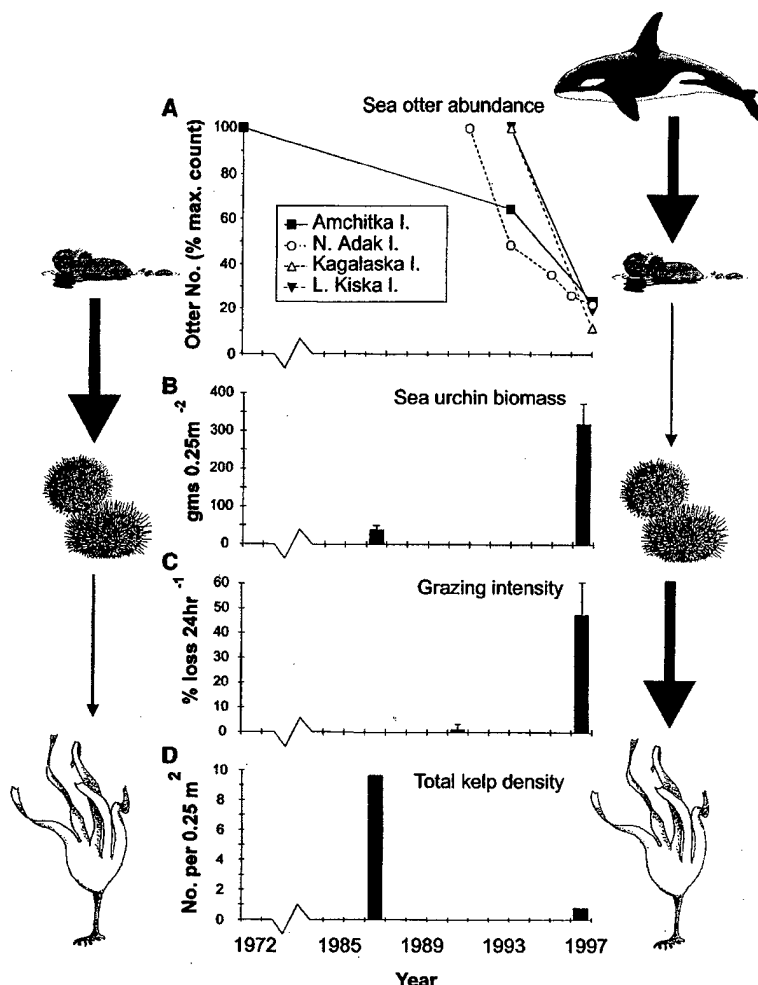 A
Sea otter abundance
Otter No. (% max. count)
100
80
60
40
20
0
Amchitka I.
N. Adak I.
Kagalaska I.
L. Kiska I.
B
Sea urchin biomass
gms 0.25m⁻²
400
300
200
100
0
C
Grazing intensity
% loss 24hr⁻¹
60
50
40
30
20
10
0
D
Total kelp density
No. per 0.25 m²
10
8
6
4
2
0
1972 1985 1989 1993 1997
Year